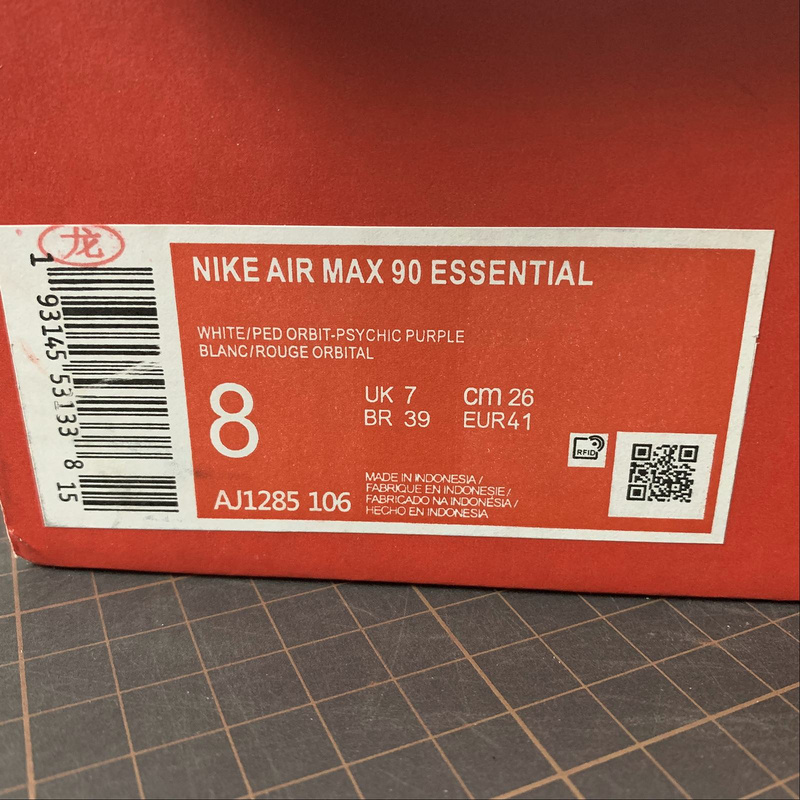 龙
1 93145 53133 8 15
NIKE AIR MAX 90 ESSENTIAL
WHITE/PED ORBIT-PSYCHIC PURPLE
BLANC/ROUGE ORBITAL
8
UK 7 cm 26
BR 39 EUR41
RFID
AJ1285 106
MADE IN INDONESIA /
FABRIQUE EN INDONESIE /
FABRICADO NA INDONÉSIA /
HECHO EN INDONESIA